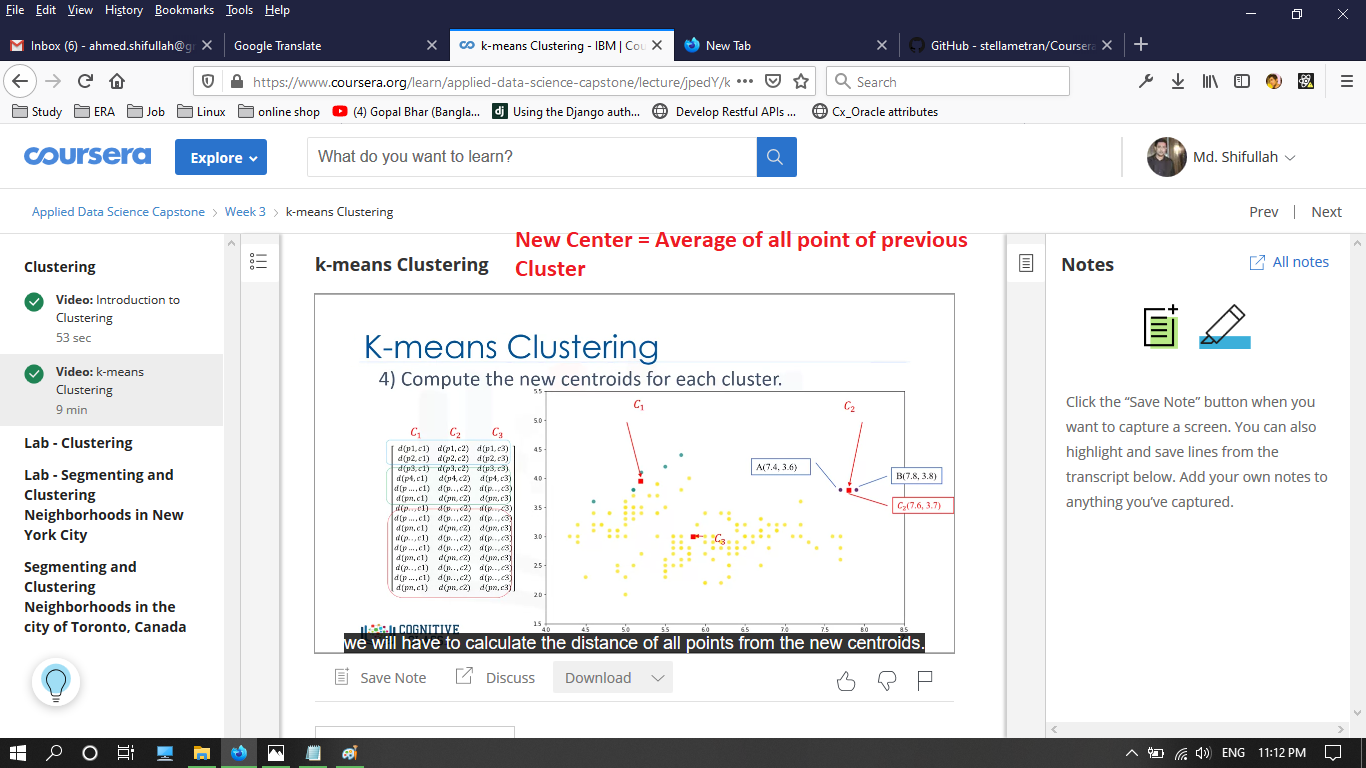 File Edit View History Bookmarks Tools Help
Inbox (6) - ahmed.shifullah@g
Google Translate
k-means Clustering - IBM | Cou
New Tab
GitHub - stellametran/Coursera
https://www.coursera.org/learn/applied-data-science-capstone/lecture/jpedY/k
Search
Study ERA Job Linux online shop (4) Gopal Bhar (Bangla... Using the Django auth... Develop Restful APIs ... Cx_Oracle attributes
coursera
Explore
What do you want to learn?
Md. Shifullah
Applied Data Science Capstone > Week 3 > k-means Clustering
Prev | Next
New Center = Average of all point of previous
Cluster
Clustering
Video: Introduction to
Clustering
53 sec
Video: k-means
Clustering
9 min
Lab - Clustering
Lab - Segmenting and
Clustering
Neighborhoods in New
York City
Segmenting and
Clustering
Neighborhoods in the
city of Toronto, Canada
k-means Clustering
K-means Clustering
4) Compute the new centroids for each cluster.
C1 C2 C3
d(p1,c1) d(p1,c2) d(p1,c3)
d(p2,c1) d(p2,c2) d(p2,c3)
d(p3,c1) d(p3,c2) d(p3,c3)
d(p4,c1) d(p4,c2) d(p4,c3)
d(p...,c1) d(p..,c2) d(p..,c3)
d(pn,c1) d(pn,c2) d(pn,c3)
d(p..,c1) d(p..,c2) d(p..,c3)
d(p...,c1) d(p..,c2) d(p..,c3)
d(pn,c1) d(pn,c2) d(pn,c3)
d(p..,c1) d(p..,c2) d(p..,c3)
d(p...,c1) d(p..,c2) d(p..,c3)
d(pn,c1) d(pn,c2) d(pn,c3)
d(p..,c1) d(p..,c2) d(p..,c3)
d(p...,c1) d(p..,c2) d(p..,c3)
d(pn,c1) d(pn,c2) d(pn,c3)
5.5
5.0
4.5
4.0
3.5
3.0
2.5
2.0
1.5
4.0 4.5 5.0 5.5 6.0 6.5 7.0 7.5 8.0 8.5
C1
C2
A(7.4, 3.6)
B(7.8, 3.8)
C2(7.6, 3.7)
C3
COGNITIVE
we will have to calculate the distance of all points from the new centroids.
Save Note
Discuss
Download
Notes
All notes
Click the “Save Note” button when you
want to capture a screen. You can also
highlight and save lines from the
transcript below. Add your own notes to
anything you’ve captured.
ENG 11:12 PM